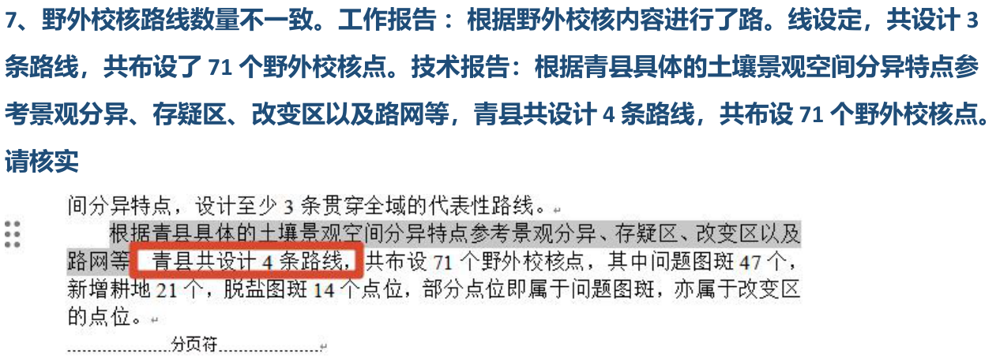 7、野外校核路线数量不一致。工作报告 ：根据野外校核内容进行了路。线设定，共设计 3
条路线，共布设了 71 个野外校核点。技术报告：根据青县具体的土壤景观空间分异特点参
考景观分异、存疑区、改变区以及路网等，青县共设计 4 条路线，共布设 71 个野外校核点。
请核实
间分异特点，设计至少 3 条贯穿全域的代表性路线。
根据青县具体的土壤景观空间分异特点参考景观分异、存疑区、改变区以及
路网等 青县共设计 4 条路线，共布设 71 个野外校核点，其中问题图斑 47 个，
新增耕地 21 个，脱盐图斑 14 个点位，部分点位即属于问题图斑，亦属于改变区
的点位。
分页符